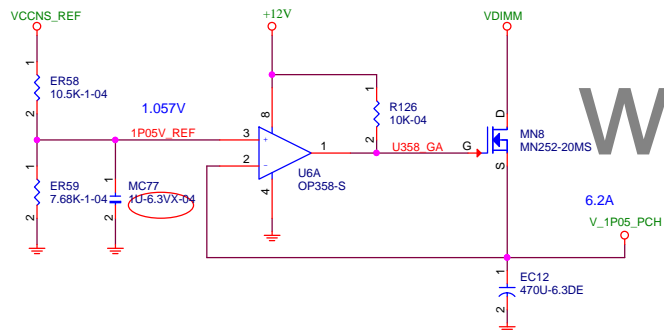 VCCNS_REF
+12V
VDIMM
1
ER58
10.5K-1-04
2
1.057V
1P05V_REF
3
8
+
1
2
-
4
U6A
OP358-S
1
R126
10K-04
2
U358_GA
G
D
S
MN8
MN252-20MS
W
1
ER59
7.68K-1-04
2
1
MC77
1U-6.3VX-04
2
6.2A
V_1P05_PCH
1
EC12
470U-6.3DE
2